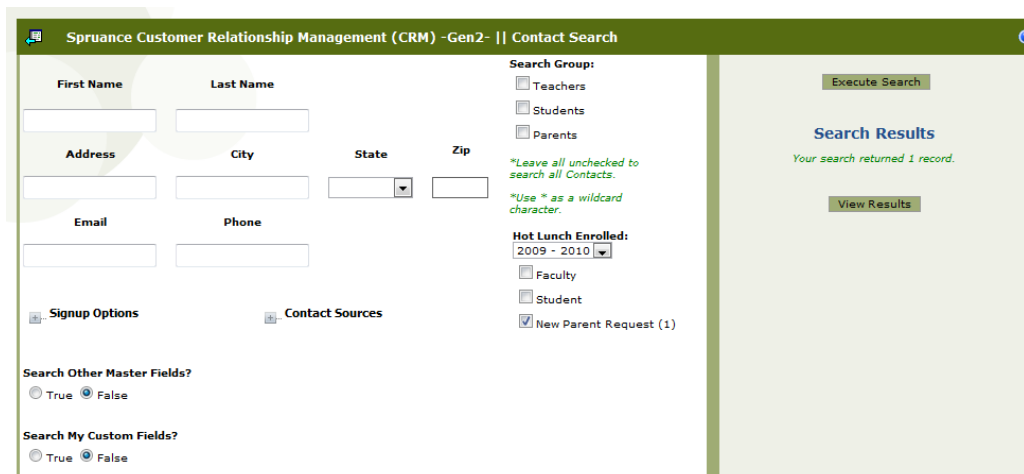 Spruance Customer Relationship Management (CRM) -Gen2- || Contact Search
First Name
Last Name
Address
City
State
Zip
Email
Phone
Signup Options
Contact Sources
Search Other Master Fields?
True
False
Search My Custom Fields?
True
False
Search Group:
Teachers
Students
Parents
*Leave all unchecked to
search all Contacts.
*Use * as a wildcard
character.
Hot Lunch Enrolled:
2009 - 2010
Faculty
Student
New Parent Request (1)
Execute Search
Search Results
Your search returned 1 record.
View Results